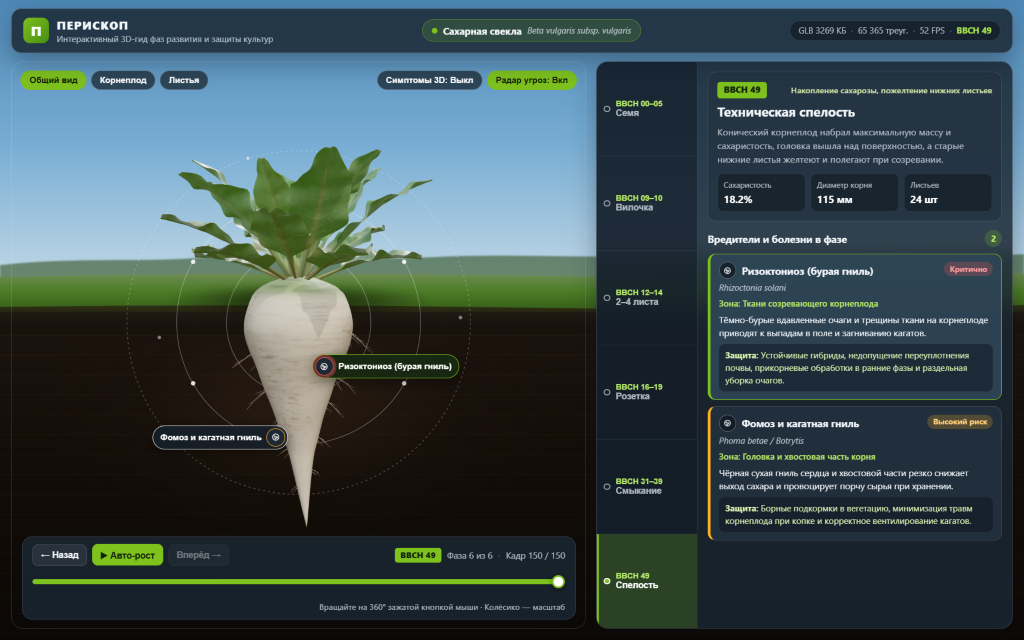 П
ПЕРИСКОП
Интерактивный 3D-гид фаз развития и защиты культур
Сахарная свекла Beta vulgaris subsp. vulgaris
GLB 3269 КБ · 65 365 треуг. · 52 FPS · BBCH 49
Общий вид
Корнеплод
Листья
Симптомы 3D: Выкл
Радар угроз: Вкл
Ризоктониоз (бурая гниль)
Фомоз и кагатная гниль
← Назад
▶ Авто-рост
Вперёд →
BBCH 49 Фаза 6 из 6 · Кадр 150 / 150
Вращайте на 360° зажатой кнопкой мыши · Колёсико — масштаб
BBCH 00–05
Семя
BBCH 09–10
Вилочка
BBCH 12–14
2–4 листа
BBCH 16–19
Розетка
BBCH 31–39
Смыкание
BBCH 49
Спелость
BBCH 49
Накопление сахарозы, пожелтение нижних листьев
Техническая спелость
Конический корнеплод набрал максимальную массу и
сахаристость, головка вышла над поверхностью, а старые
нижние листья желтеют и полегают при созревании.
Сахаристость
18.2%
Диаметр корня
115 мм
Листьев
24 шт
Вредители и болезни в фазе
2
Ризоктониоз (бурая гниль)
Критично
Rhizoctonia solani
Зона: Ткани созревающего корнеплода
Тёмно-бурые вдавленные очаги и трещины ткани на корнеплоде
приводят к выпадам в поле и загниванию кагатов.
Защита: Устойчивые гибриды, недопущение переуплотнения
почвы, прикорневые обработки в ранние фазы и раздельная
уборка очагов.
Фомоз и кагатная гниль
Высокий риск
Phoma betae / Botrytis
Зона: Головка и хвостовая часть корня
Чёрная сухая гниль сердца и хвостовой части резко снижает
выход сахара и провоцирует порчу сырья при хранении.
Защита: Борные подкормки в вегетацию, минимизация травм
корнеплода при копке и корректное вентилирование кагатов.